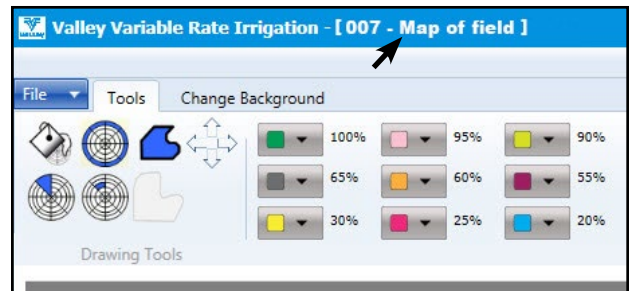 VALLEY Valley Variable Rate Irrigation - [ 007 - Map of field ]
File Tools Change Background
100% 95% 90%
65% 60% 55%
30% 25% 20%
Drawing Tools